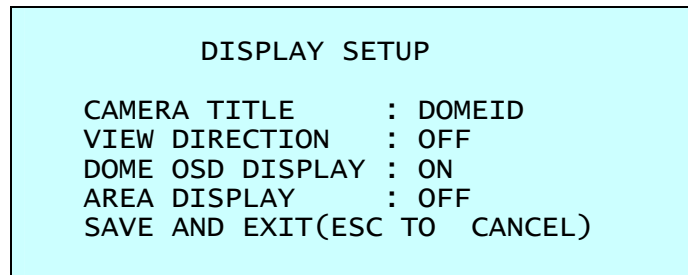 DISPLAY SETUP
CAMERA TITLE : DOMEID
VIEW DIRECTION : OFF
DOME OSD DISPLAY : ON
AREA DISPLAY : OFF
SAVE AND EXIT(ESC TO CANCEL)